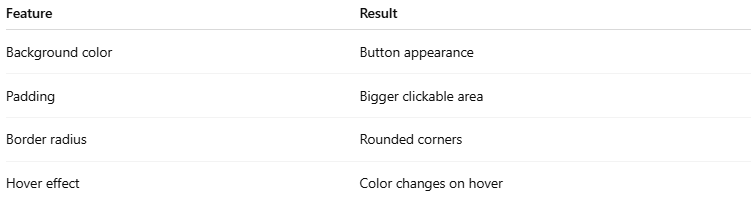 Feature Result
Background color Button appearance
Padding Bigger clickable area
Border radius Rounded corners
Hover effect Color changes on hover